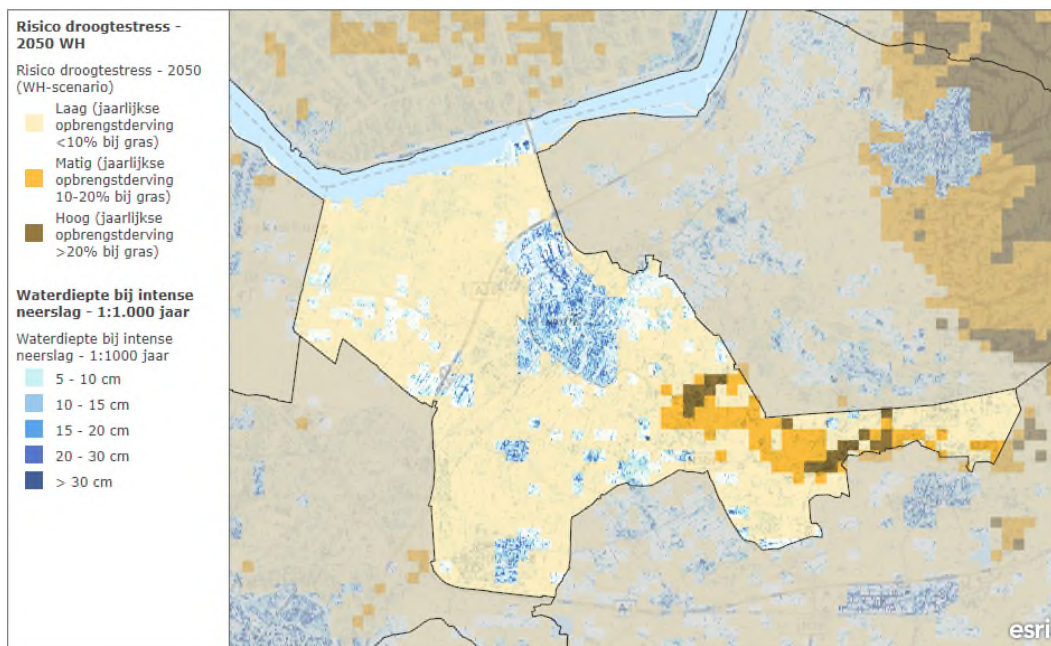 Risico droogtestress -
2050 WH
Risico droogtestress - 2050
(WH-scenario)
Laag (jaarlijkse
opbrengstderving
<10% bij gras)
Matig (jaarlijkse
opbrengstderving
10-20% bij gras)
Hoog (jaarlijkse
opbrengstderving
>20% bij gras)
Waterdiepte bij intense
neerslag - 1:1.000 jaar
Waterdiepte bij intense
neerslag - 1:1000 jaar
5 - 10 cm
10 - 15 cm
15 - 20 cm
20 - 30 cm
> 30 cm
esri